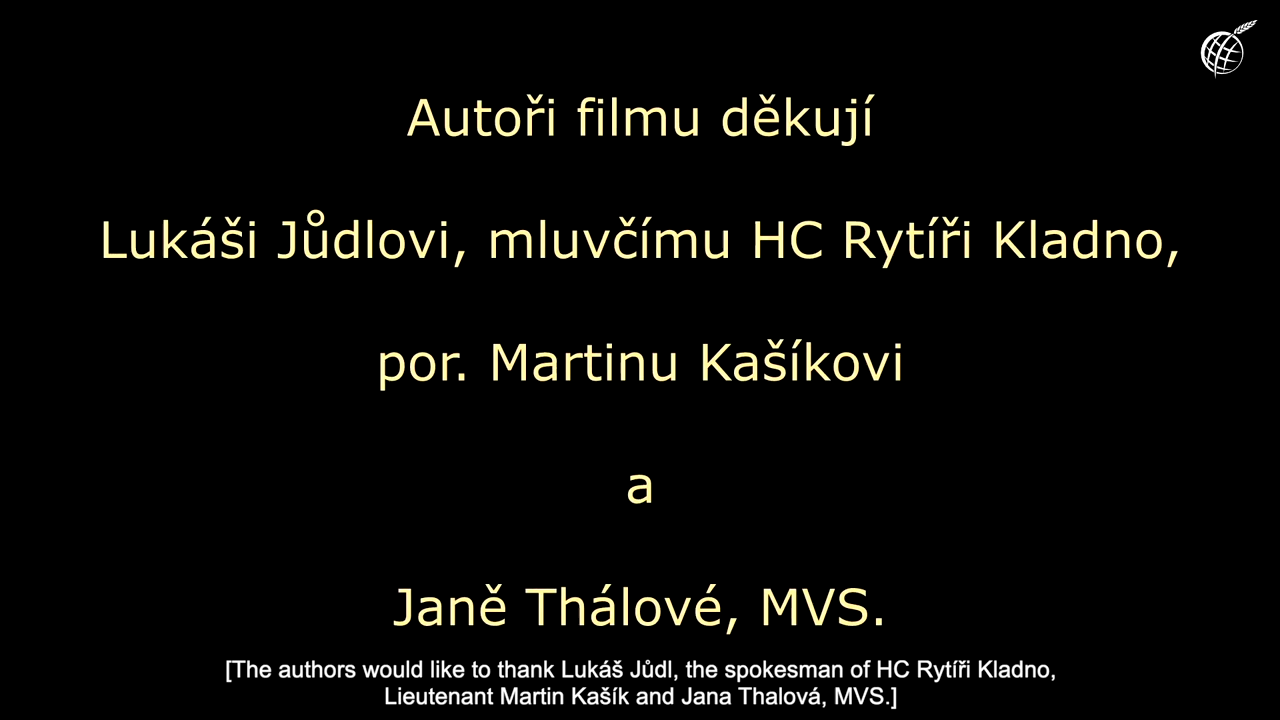 Autoři filmu děkují
Lukáši Jůdlovi, mluvčímu HC Rytíři Kladno,
por. Martinu Kašíkovi
a
Janě Thálové, MVS.
[The authors would like to thank Lukáš Jůdl, the spokesman of HC Rytíři Kladno,
Lieutenant Martin Kašík and Jana Thalová, MVS.]